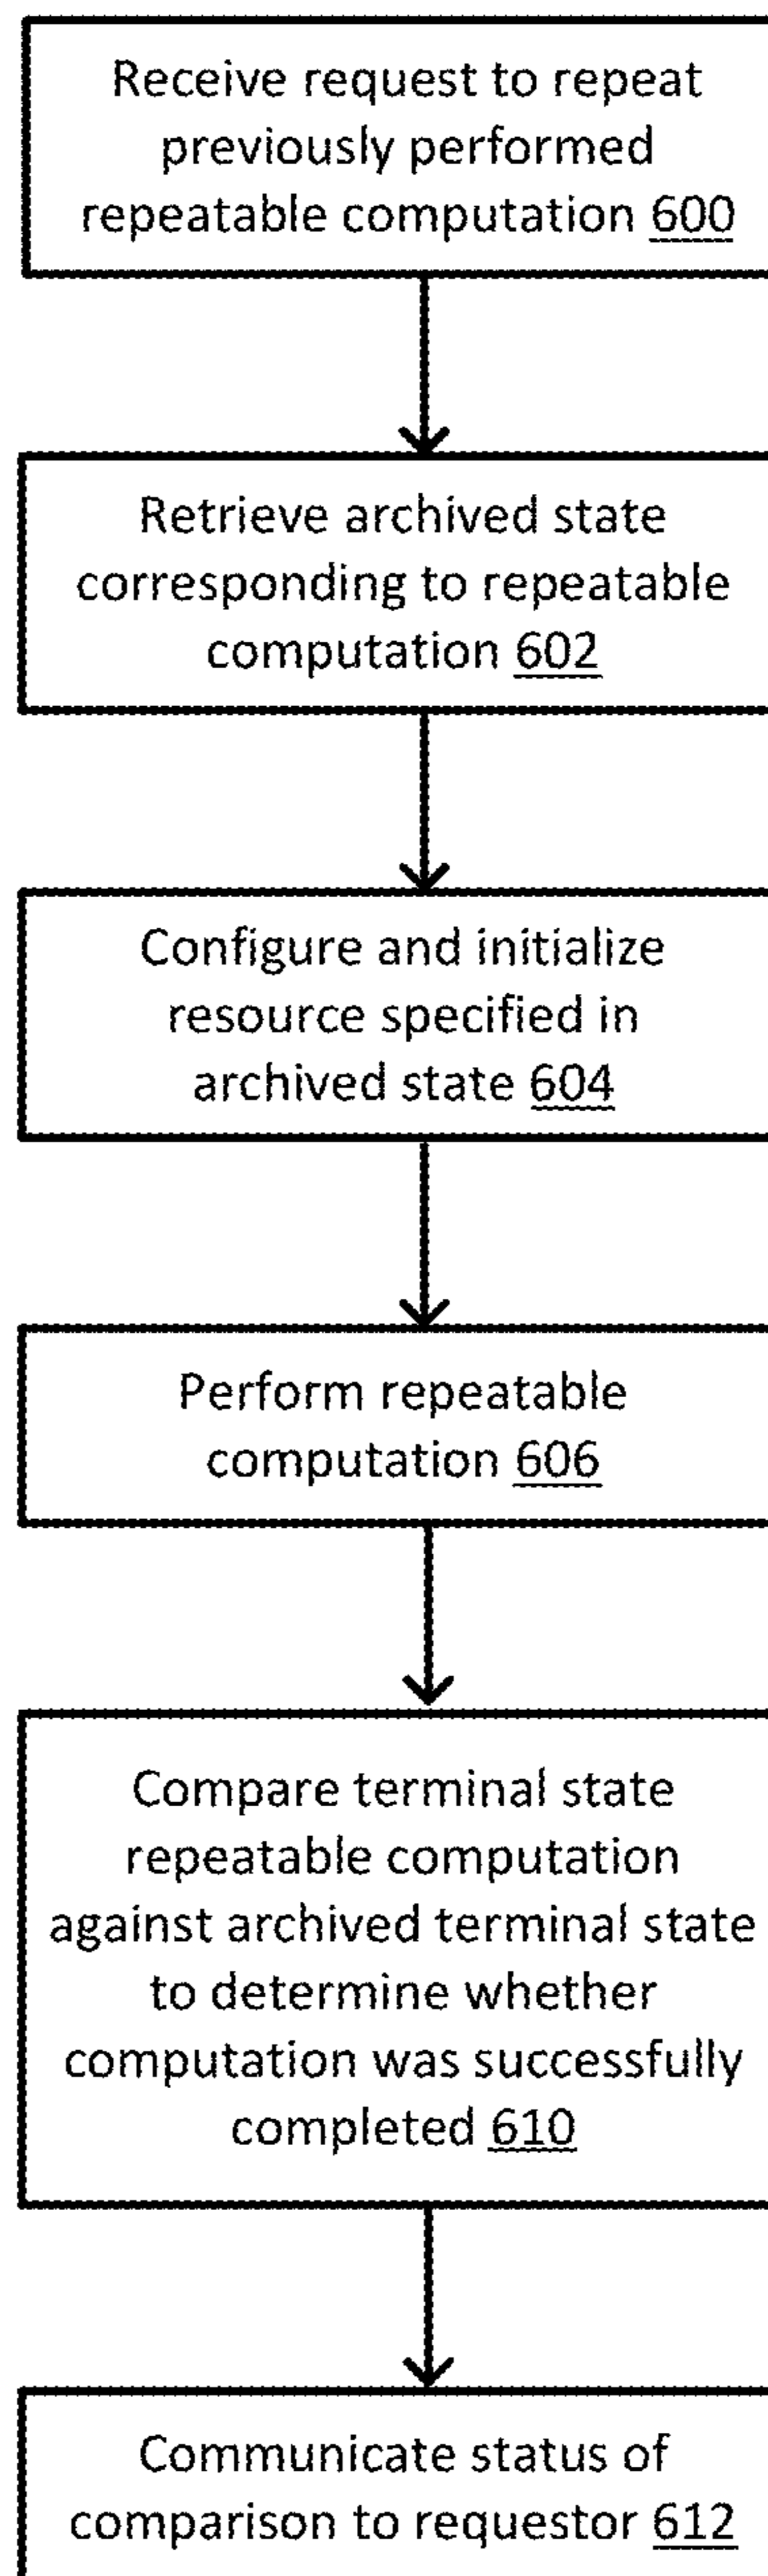 Receive request to repeat
previously performed
repeatable computation 600
Retrieve archived state
corresponding to repeatable
computation 602
Configure and initialize
resource specified in
archived state 604
Perform repeatable
computation 606
Compare terminal state
repeatable computation
against archived terminal state
to determine whether
computation was successfully
completed 610
Communicate status of
comparison to requestor 612